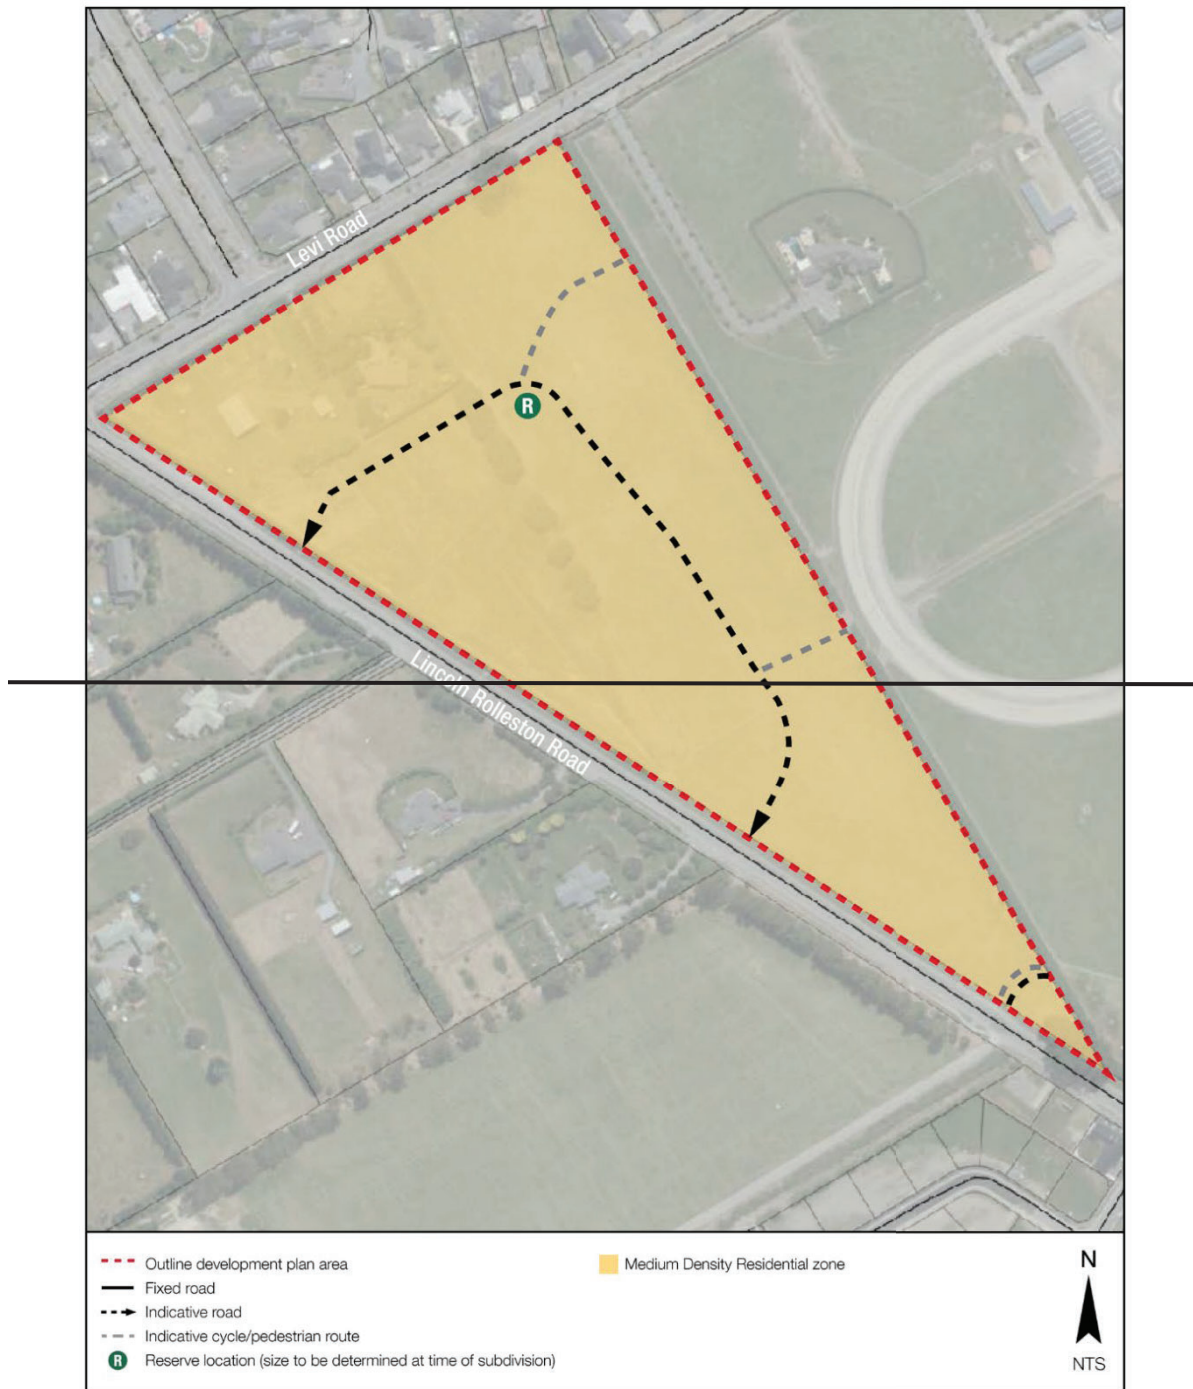 Levi Road
R
Lincoln Rolleston Road
Outline development plan area
Medium Density Residential zone
Fixed road
Indicative road
Indicative cycle/pedestrian route
R Reserve location (size to be determined at time of subdivision)
N
NTS